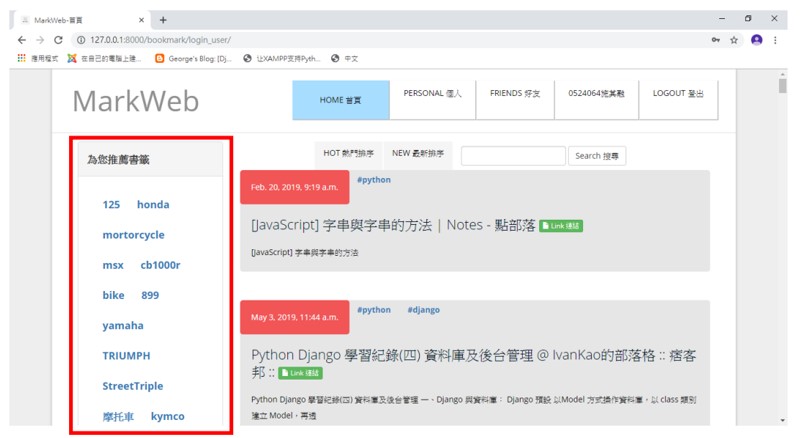 MarkWeb-首頁
127.0.0.1:8000/bookmark/login_user/
應用程式 在自己的電腦上建... George's Blog: [Dj... 让XAMPP支持Pyth... 中文
MarkWeb
HOME 首頁 PERSONAL 個人 FRIENDS 好友 0524064施其融 LOGOUT 登出
為您推薦書籤
125 honda
mortorcycle
msx cb1000r
bike 899
yamaha
TRIUMPH
StreetTriple
摩托車 kymco
HOT 熱門排序 NEW 最新排序 Search 搜尋
Feb. 20, 2019, 9:19 a.m. #python
[JavaScript] 字串與字串的方法 | Notes - 點部落 Link 連結
[JavaScript] 字串與字串的方法
May 3, 2019, 11:44 a.m. #python #django
Python Django 學習紀錄(四) 資料庫及後台管理 @ IvanKao的部落格 :: 痞客
邦 :: Link 連結
Python Django 學習紀錄(四) 資料庫及後台管理 一、Django 與資料庫： Django 預設 以Model 方式操作資料庫，以 class 類別
建立 Model，再透